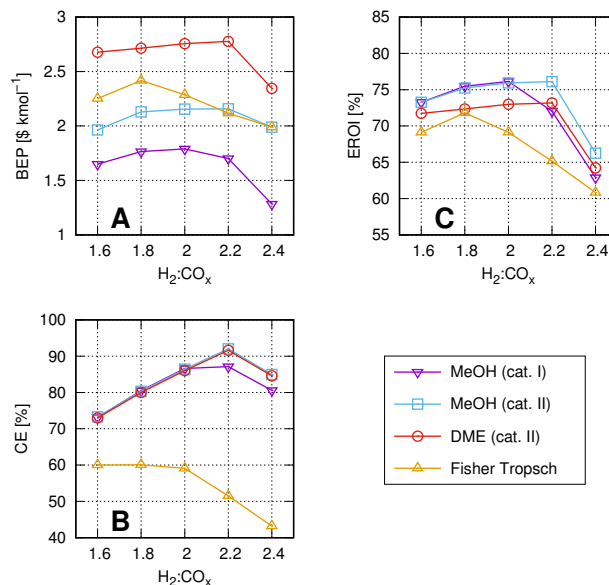 3
2.5
2
1.5
1
BEP [$ kmol⁻¹]
A
1.6 1.8 2 2.2 2.4
H₂:COₓ
85
80
75
70
65
60
55
EROI [%]
C
1.6 1.8 2 2.2 2.4
H₂:COₓ
100
90
80
70
60
50
40
CE [%]
B
1.6 1.8 2 2.2 2.4
H₂:COₓ
MeOH (cat. I)
MeOH (cat. II)
DME (cat. II)
Fisher Tropsch